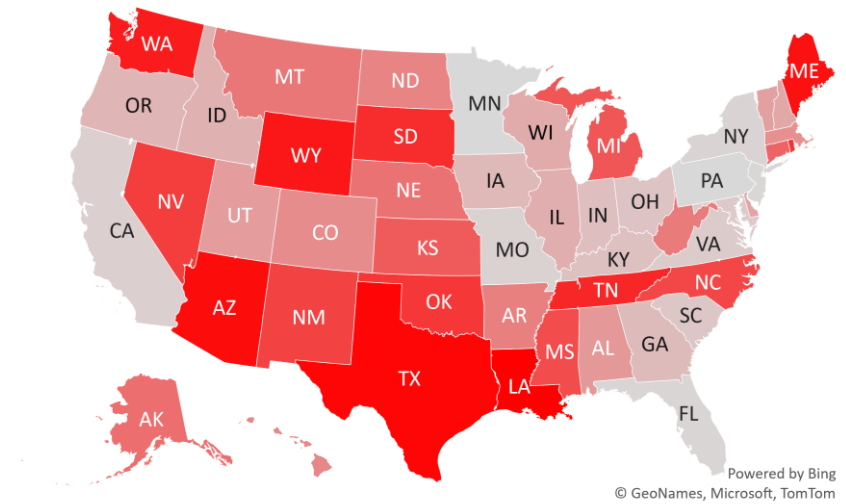 WA
ME
MT
ND
MN
OR
ID
SD
WI
MI
NY
WY
IA
PA
NV
NE
UT
CO
IL
IN
OH
CA
KS
MO
KY
VA
AZ
NM
OK
AR
TN
NC
SC
MS
AL
GA
TX
LA
AK
FL
Powered by Bing
© GeoNames, Microsoft, TomTom